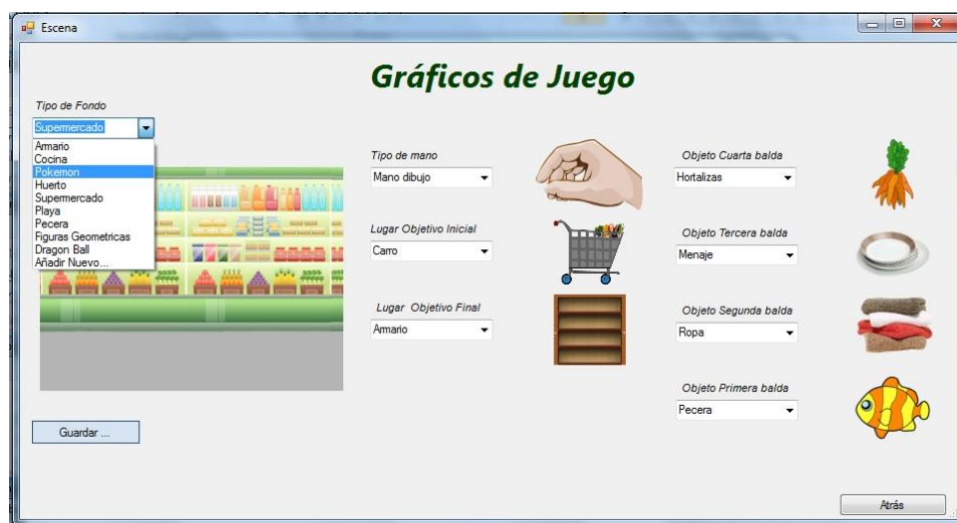 Escena
Gráficos de Juego
Tipo de Fondo
Supermercado
Armario
Cocina
Pokemon
Huerto
Supermercado
Playa
Pecera
Figuras Geometricas
Dragon Ball
Añadir Nuevo...
Guardar ...
Tipo de mano
Mano dibujo
Lugar Objetivo Inicial
Carro
Lugar Objetivo Final
Armario
Objeto Cuarta balda
Hortalizas
Objeto Tercera balda
Menaje
Objeto Segunda balda
Ropa
Objeto Primera balda
Pecera
Atrás